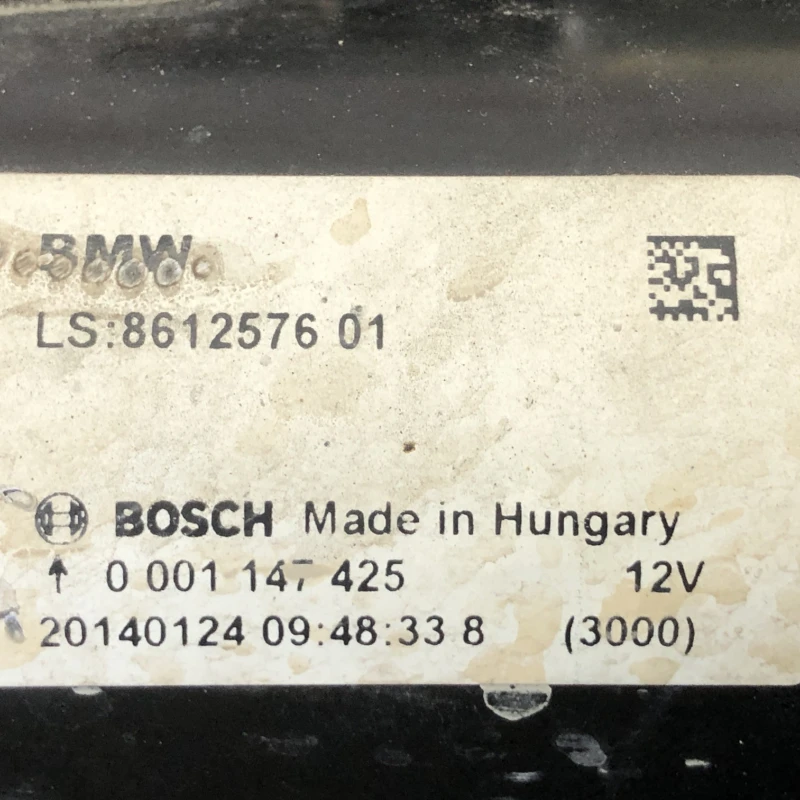 BMW
LS:8612576 01
BOSCH Made in Hungary
↑ 0 001 147 425 12V
20140124 09:48:33 8 (3000)